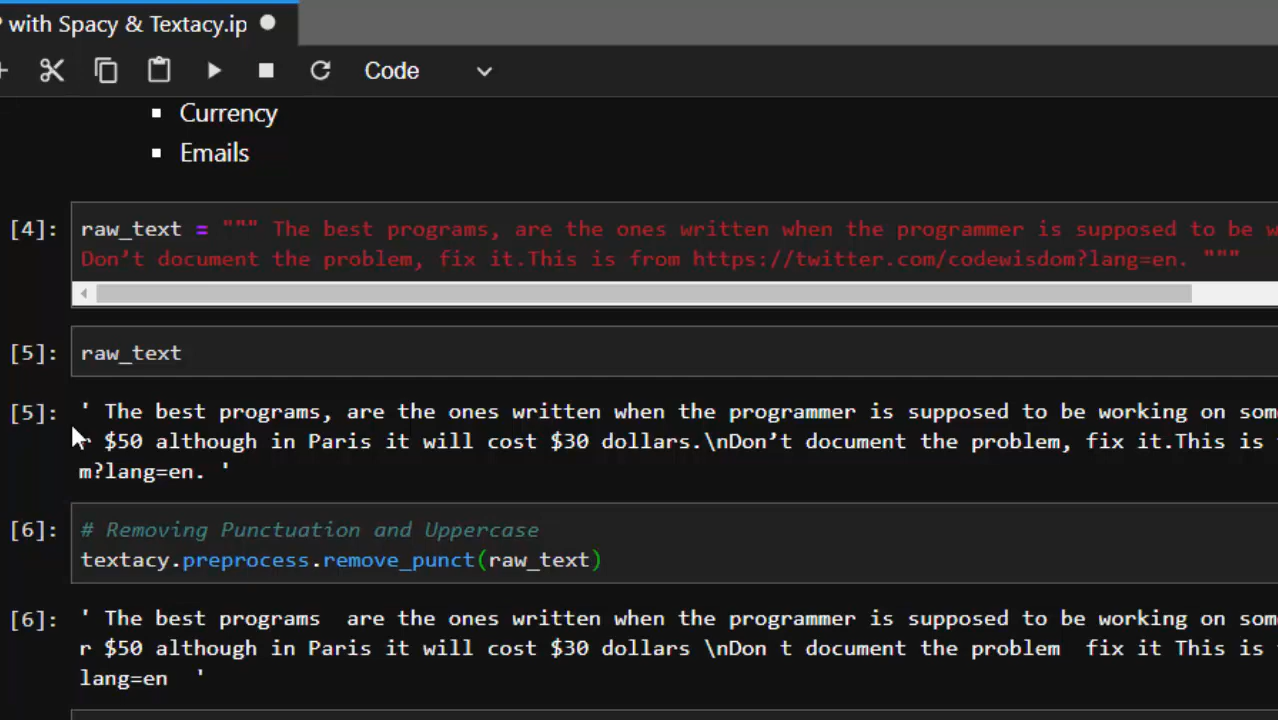 with Spacy & Textacy.ip
Code
Currency
Emails
[4]: raw_text = """ The best programs, are the ones written when the programmer is supposed to be w
Don’t document the problem, fix it.This is from https://twitter.com/codewisdom?lang=en. """
[5]: raw_text
[5]: ' The best programs, are the ones written when the programmer is supposed to be working on som
r $50 although in Paris it will cost $30 dollars.\nDon’t document the problem, fix it.This is
m?lang=en. '
[6]: # Removing Punctuation and Uppercase
textacy.preprocess.remove_punct(raw_text)
[6]: ' The best programs  are the ones written when the programmer is supposed to be working on som
r $50 although in Paris it will cost $30 dollars \nDon t document the problem  fix it This is
lang=en  '